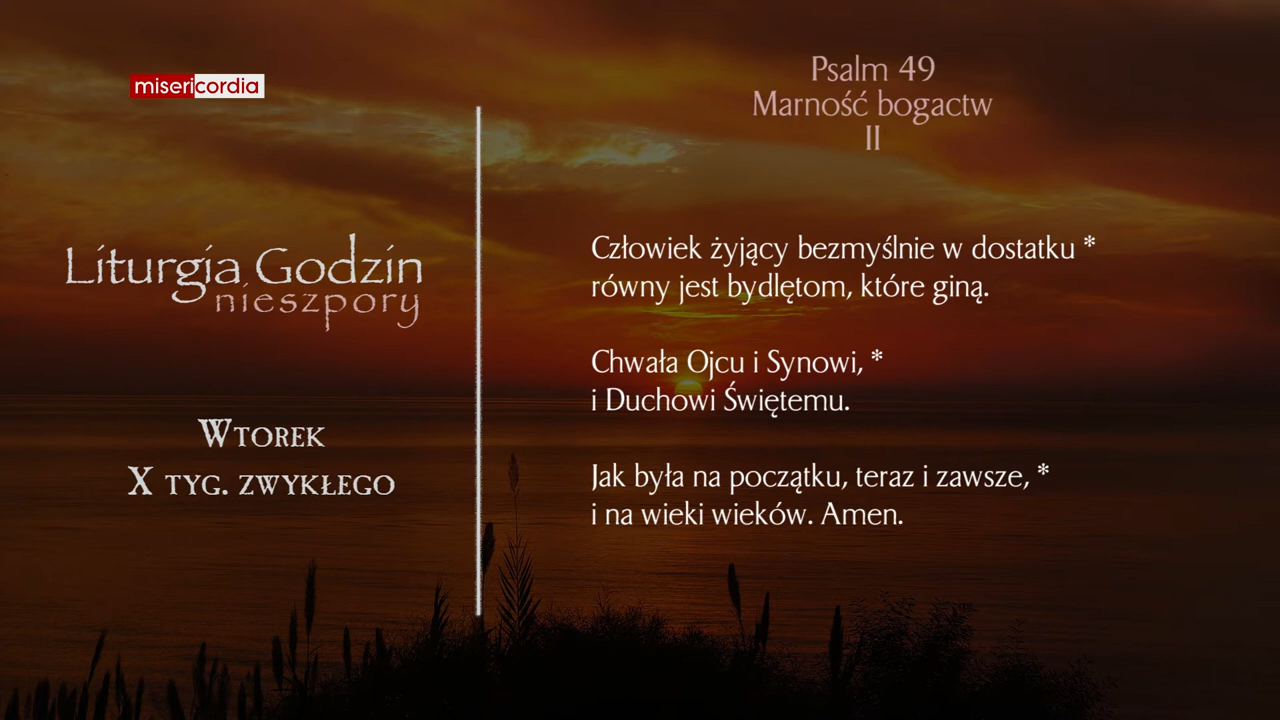 misericordia
Liturgia Godzin
nieszpory
Wtorek
X tyg. zwykłego
Psalm 49
Marność bogactw
II
Człowiek żyjący bezmyślnie w dostatku *
równy jest bydlętom, które giną.
Chwała Ojcu i Synowi, *
i Duchowi Świętemu.
Jak była na początku, teraz i zawsze, *
i na wieki wieków. Amen.